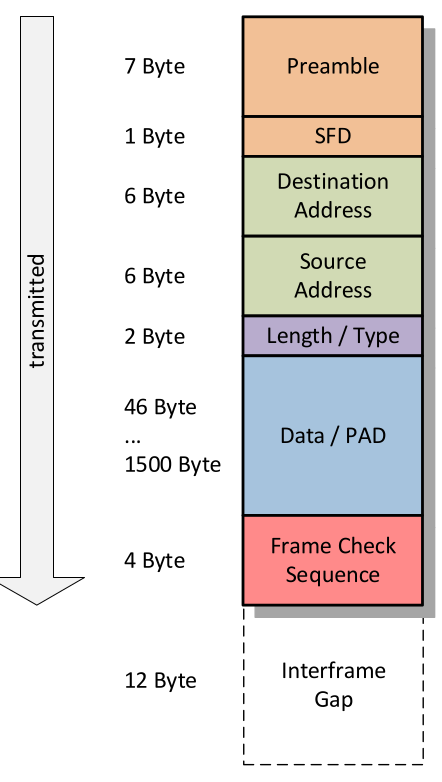 transmitted
7 Byte
Preamble
1 Byte
SFD
6 Byte
Destination
Address
6 Byte
Source
Address
2 Byte
Length / Type
46 Byte
...
1500 Byte
Data / PAD
4 Byte
Frame Check
Sequence
12 Byte
Interframe
Gap